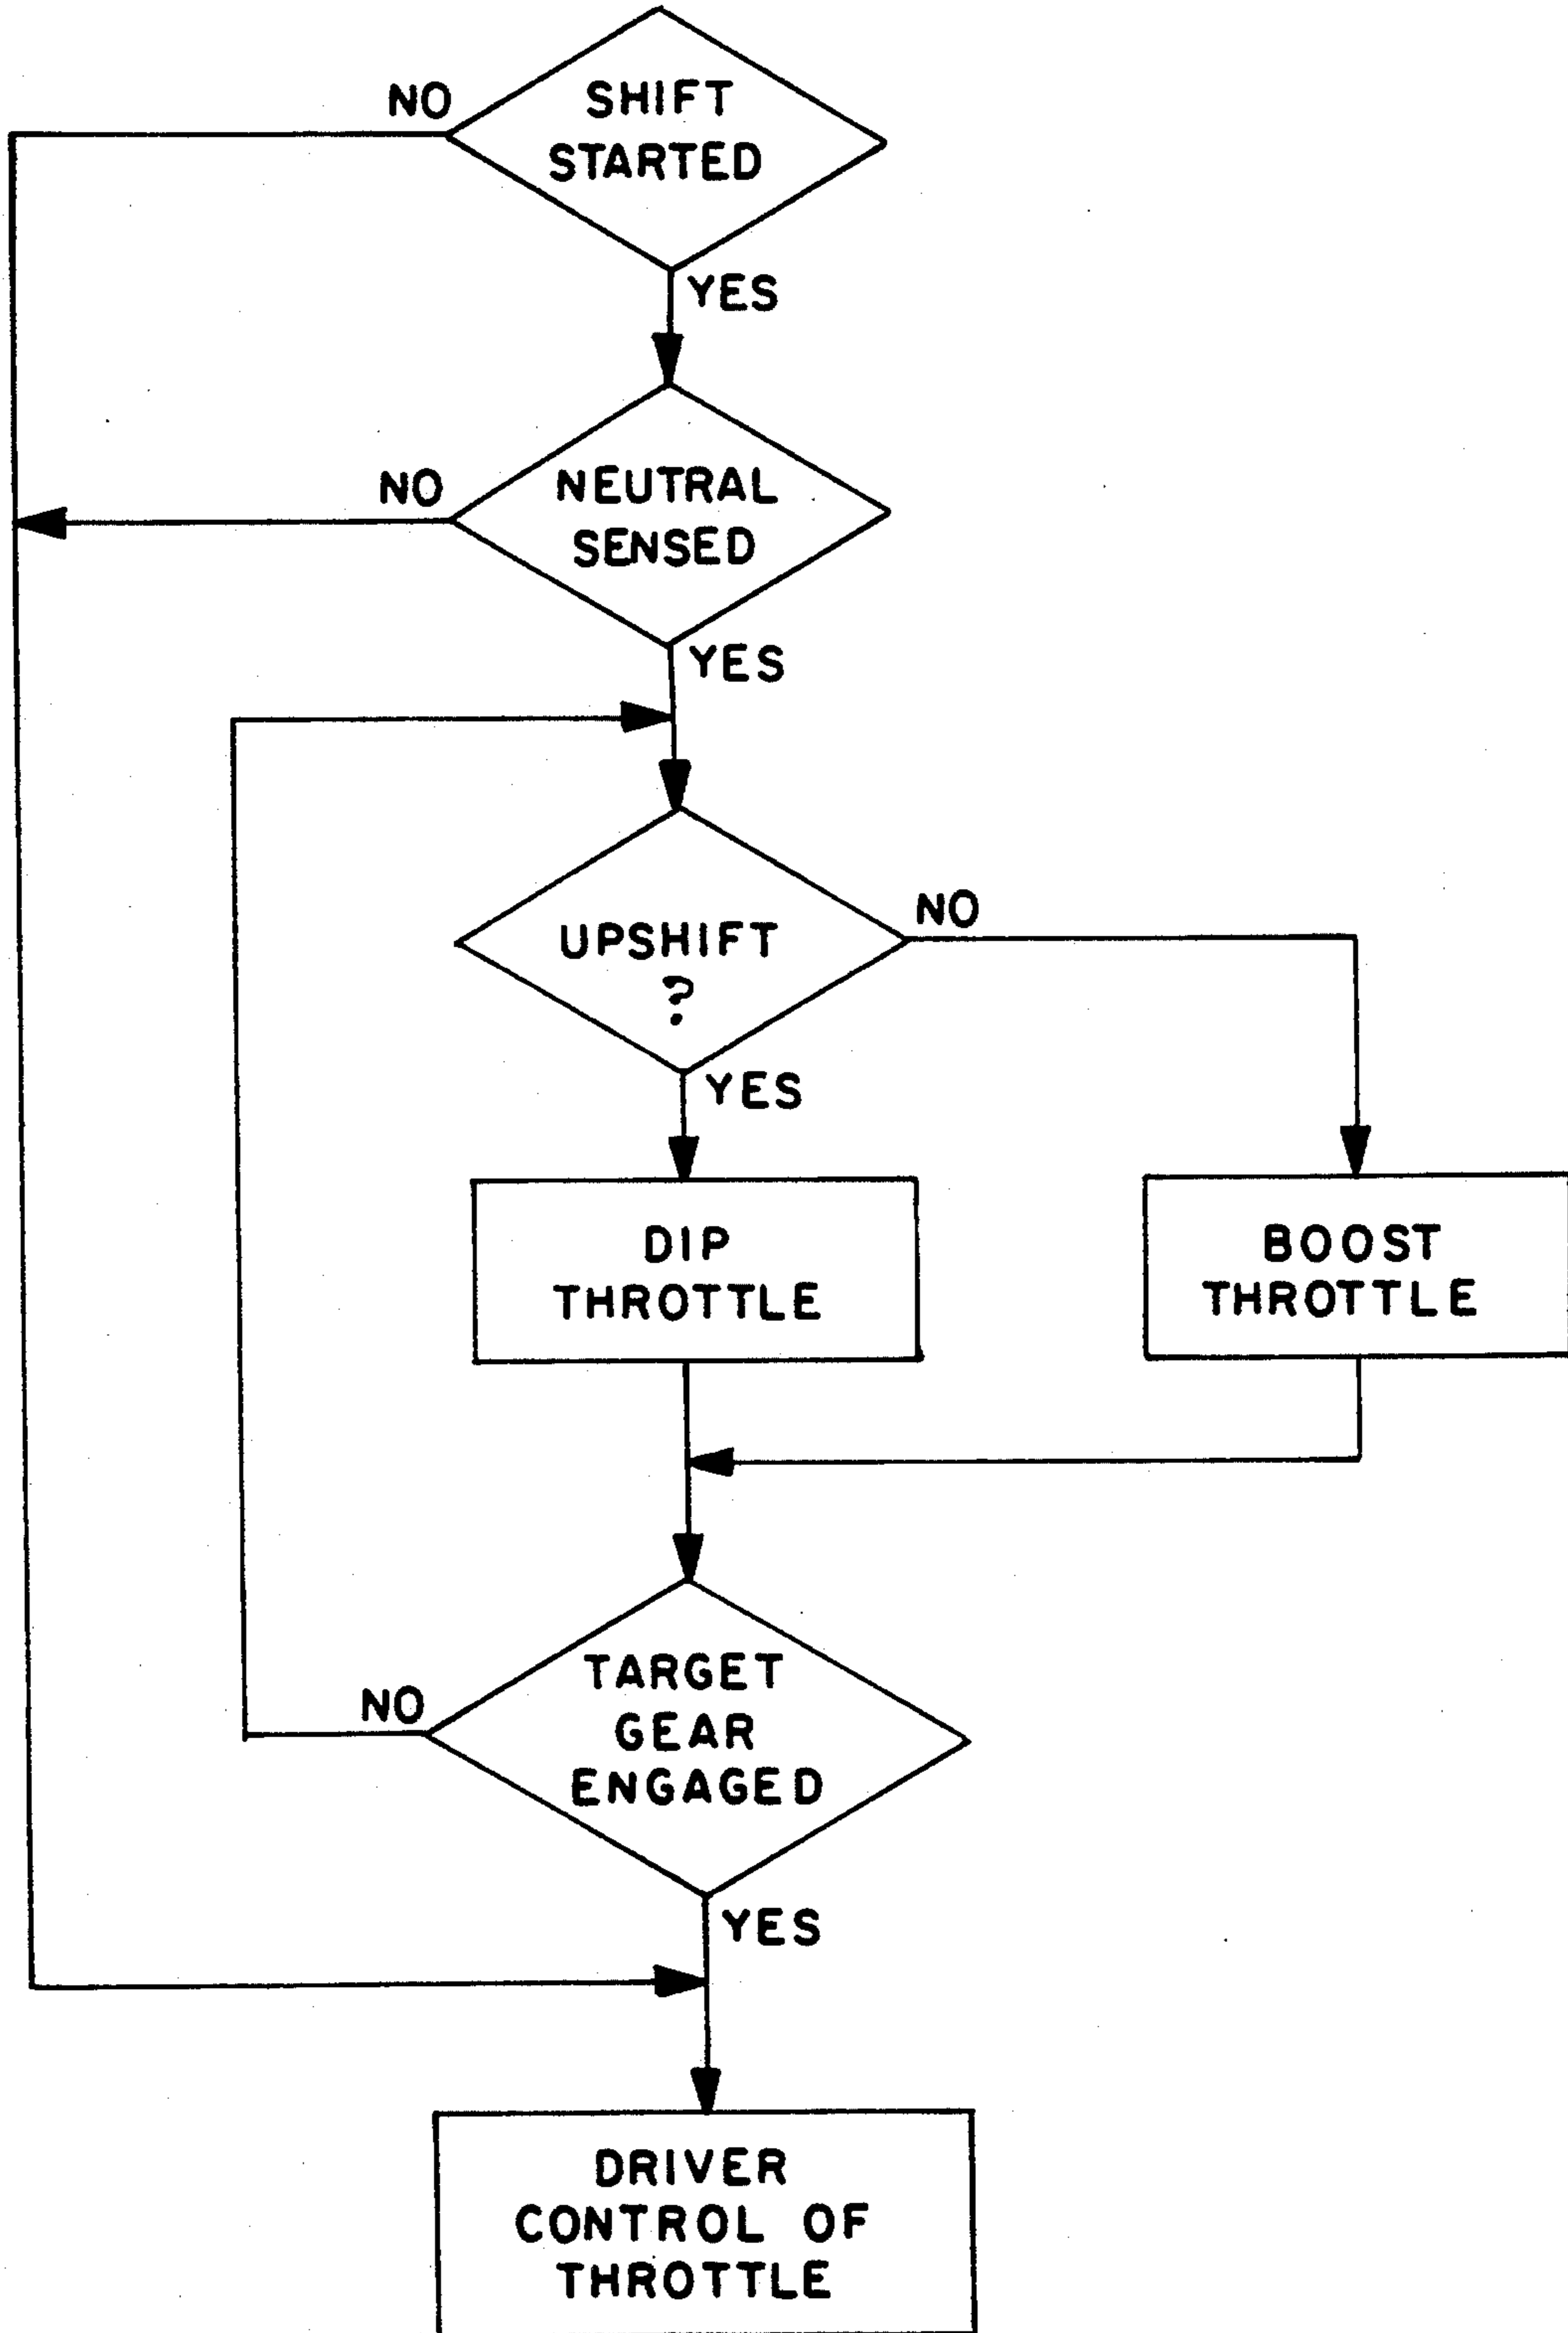 NO
SHIFT
STARTED
YES
NO
NEUTRAL
SENSED
YES
UPSHIFT
?
NO
YES
DIP
THROTTLE
BOOST
THROTTLE
TARGET
GEAR
ENGAGED
NO
YES
DRIVER
CONTROL OF
THROTTLE